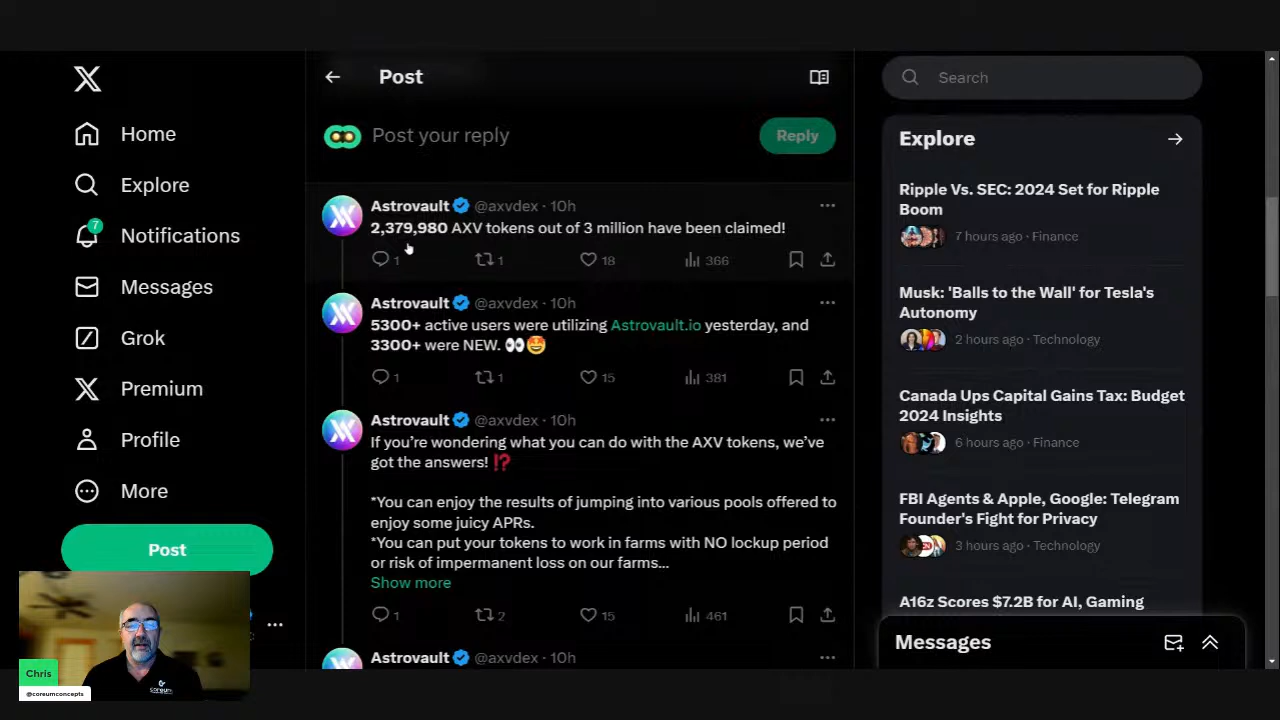 Post
Search
Home
Explore
7
Notifications
Messages
Grok
Premium
Profile
More
Post
Post your reply
Reply
Astrovault @axvdex · 10h
2,379,980 AXV tokens out of 3 million have been claimed!
1 1 18 366
Astrovault @axvdex · 10h
5300+ active users were utilizing Astrovault.io yesterday, and
3300+ were NEW. 👀🤩
1 1 15 381
Astrovault @axvdex · 10h
If you’re wondering what you can do with the AXV tokens, we’ve
got the answers! ⁉️
*You can enjoy the results of jumping into various pools offered to
enjoy some juicy APRs.
*You can put your tokens to work in farms with NO lockup period
or risk of impermanent loss on our farms...
Show more
1 2 15 461
Astrovault @axvdex · 10h
Explore
Ripple Vs. SEC: 2024 Set for Ripple
Boom
7 hours ago · Finance
Musk: 'Balls to the Wall' for Tesla's
Autonomy
2 hours ago · Technology
Canada Ups Capital Gains Tax: Budget
2024 Insights
6 hours ago · Finance
FBI Agents & Apple, Google: Telegram
Founder's Fight for Privacy
3 hours ago · Technology
A16z Scores $7.2B for AI, Gaming
Messages
Chris
@coreumconcepts
coreum